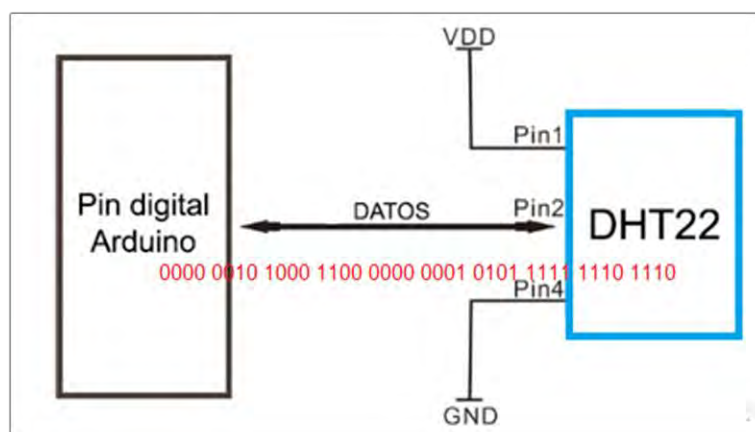 VDD
Pin1
Pin digital
Arduino
DATOS
Pin2
DHT22
0000 0010 1000 1100 0000 0001 0101 1111 1110 1110
Pin4
GND